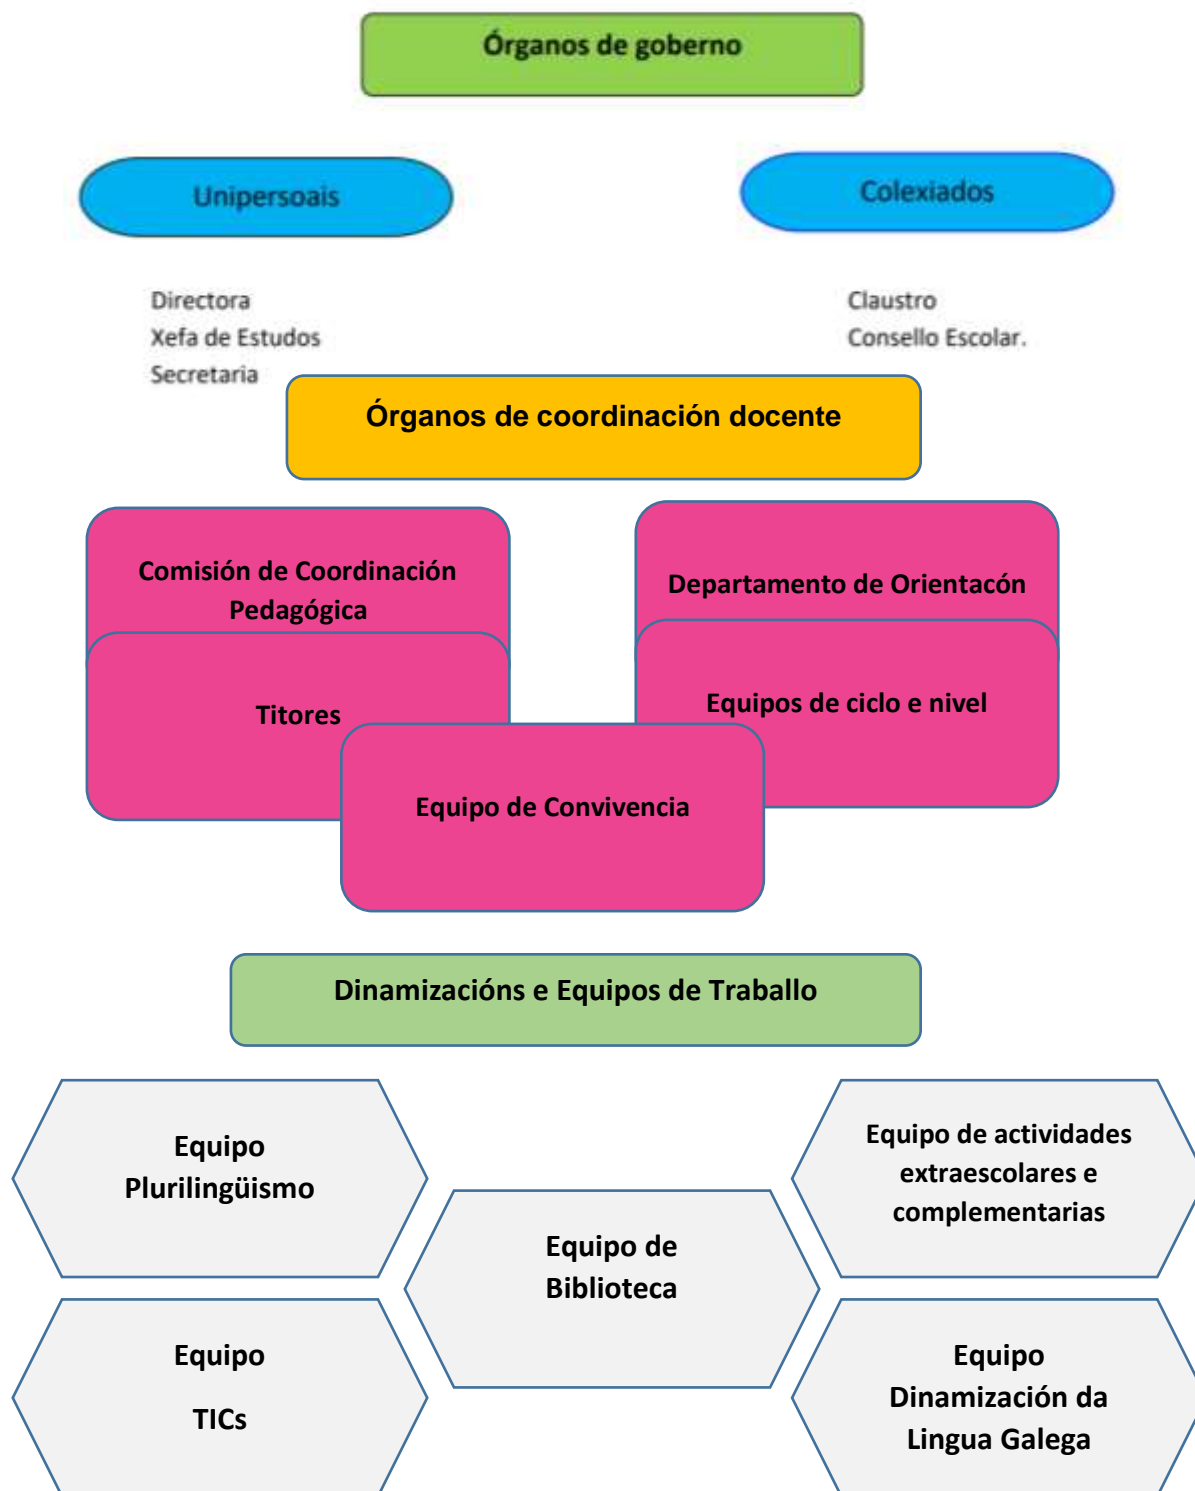 Órganos de goberno
Unipersoais
Colexiados
Directora
Xefa de Estudos
Secretaria
Claustro
Consello Escolar.
Órganos de coordinación docente
Comisión de Coordinación
Pedagógica
Departamento de Orientacón
Titores
Equipos de ciclo e nivel
Equipo de Convivencia
Dinamizacións e Equipos de Traballo
Equipo
Plurilingüismo
Equipo de actividades
extraescolares e
complementarias
Equipo de
Biblioteca
Equipo
TICs
Equipo
Dinamización da
Lingua Galega